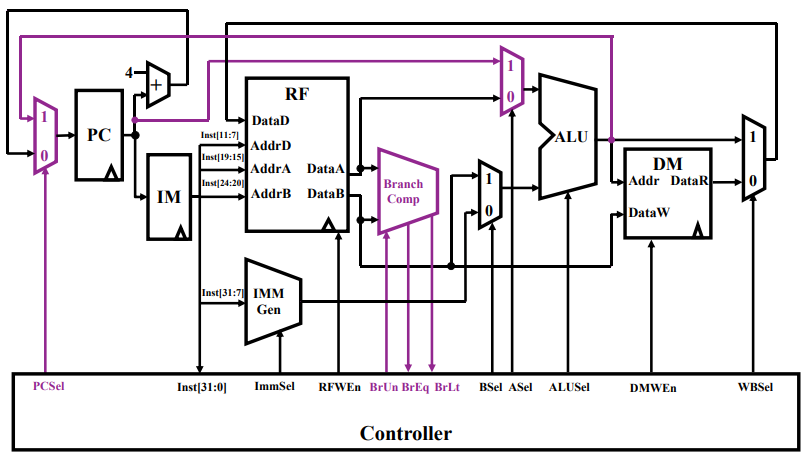 4
+
1
0
PC
IM
RF
DataD
Inst[11:7]
AddrD
Inst[19:15]
AddrA DataA
Inst[24:20]
AddrB DataB
Branch
Comp
1
0
1
0
ALU
DM
Addr DataR
DataW
1
0
Inst[31:7]
IMM
Gen
PCSel Inst[31:0] ImmSel RFWEn BrUn BrEq BrLt BSel ASel ALUSel DMWEn WBSel
Controller